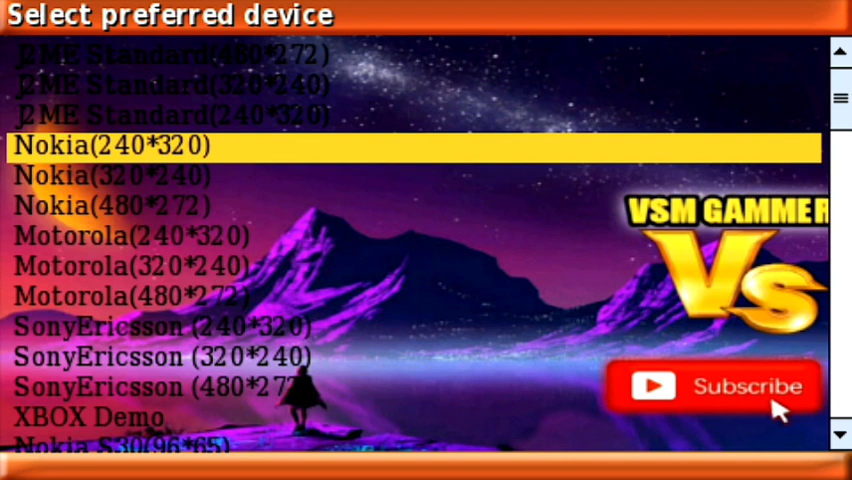 Select preferred device
J2ME Standard(480*272)
J2ME Standard(320*240)
J2ME Standard(240*320)
Nokia(240*320)
Nokia(320*240)
Nokia(480*272)
Motorola(240*320)
Motorola(320*240)
Motorola(480*272)
SonyEricsson (240*320)
SonyEricsson (320*240)
SonyEricsson (480*272)
XBOX Demo
Nokia S30(96*65)
VSM GAMMER
Vs
Subscribe